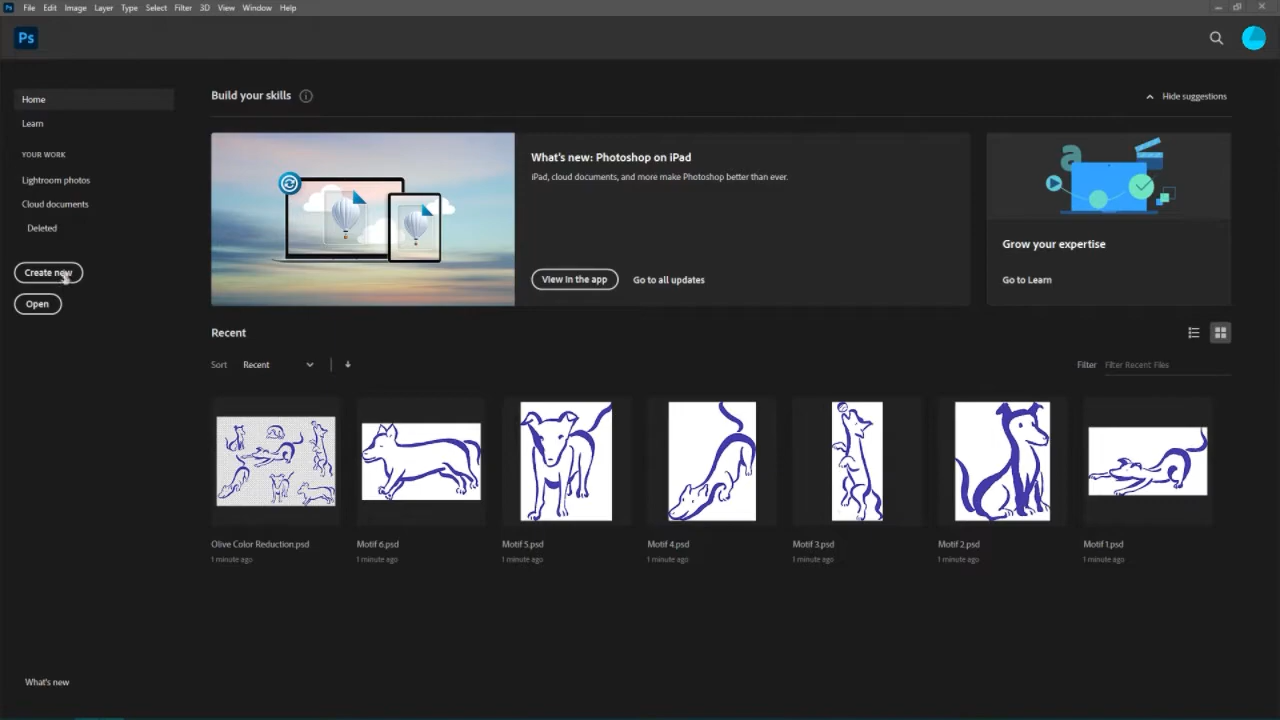 Ps File Edit Image Layer Type Select Filter 3D View Window Help
Ps
Home
Learn
YOUR WORK
Lightroom photos
Cloud documents
Deleted
Create new
Open
What's new
Build your skills
Hide suggestions
What's new: Photoshop on iPad
iPad, cloud documents, and more make Photoshop better than ever.
View in the app
Go to all updates
a
Grow your expertise
Go to Learn
Recent
Sort Recent
Filter Filter Recent Files
Olive Color Reduction.psd
1 minute ago
Motif 6.psd
1 minute ago
Motif 5.psd
1 minute ago
Motif 4.psd
1 minute ago
Motif 3.psd
1 minute ago
Motif 2.psd
1 minute ago
Motif 1.psd
1 minute ago